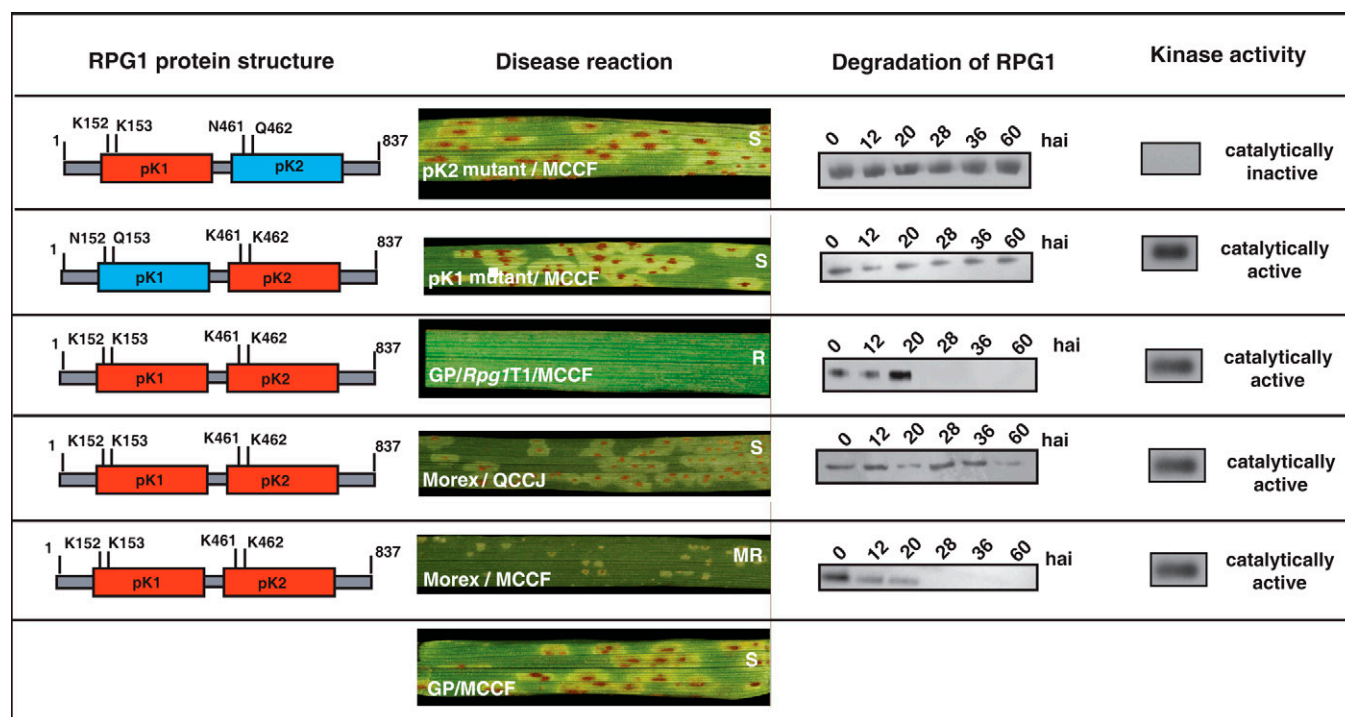 RPG1 protein structure Disease reaction Degradation of RPG1 Kinase activity
1 K152 K153 N461 Q462 837
pK1 pK2
pK2 mutant / MCCF S
0 12 20 28 36 60 hai
catalytically
inactive
1 N152 Q153 K461 K462 837
pK1 pK2
pK1 mutant/ MCCF S
0 12 20 28 36 60 hai
catalytically
active
1 K152 K153 K461 K462 837
pK1 pK2
GP/Rpg1T1/MCCF R
0 12 20 28 36 60 hai
catalytically
active
1 K152 K153 K461 K462 837
pK1 pK2
Morex / QCCJ S
0 12 20 28 36 60 hai
catalytically
active
1 K152 K153 K461 K462 837
pK1 pK2
Morex / MCCF MR
0 12 20 28 36 60 hai
catalytically
active
GP/MCCF S